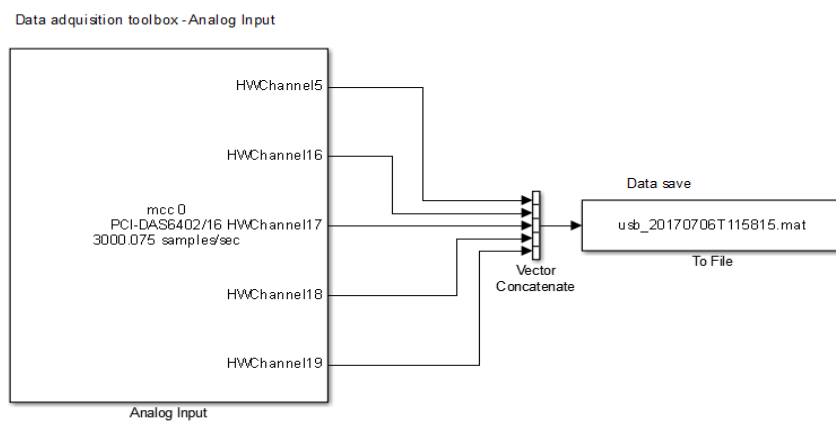 Data adquisition toolbox - Analog Input
HWChannel5
HWChannel16
mcc 0
PCI-DAS6402/16 HWChannel17
3000.075 samples/sec
HWChannel18
HWChannel19
Analog Input
Vector
Concatenate
Data save
usb_20170706T115815.mat
To File